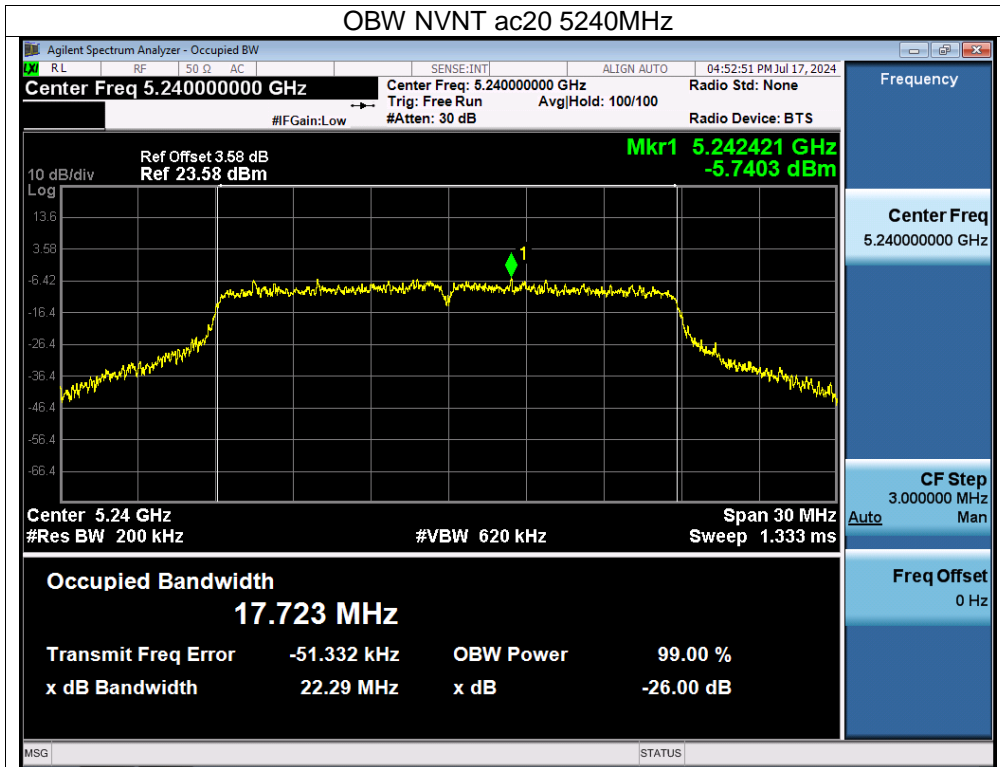 OBW NVNT ac20 5240MHz
Agilent Spectrum Analyzer - Occupied BW
LXI RL RF 50 Ω AC SENSE:INT ALIGN AUTO 04:52:51 PM Jul 17, 2024
Center Freq 5.240000000 GHz
Center Freq: 5.240000000 GHz Radio Std: None
Trig: Free Run Avg|Hold: 100/100
#IFGain:Low #Atten: 30 dB Radio Device: BTS
Frequency
Mkr1 5.242421 GHz
-5.7403 dBm
Ref Offset 3.58 dB
10 dB/div Ref 23.58 dBm
Log
13.6
3.58
1
-6.42
-16.4
-26.4
-36.4
-46.4
-56.4
-66.4
Center 5.24 GHz Span 30 MHz
#Res BW 200 kHz #VBW 620 kHz Sweep 1.333 ms
Center Freq
5.240000000 GHz
CF Step
3.000000 MHz
Auto Man
Freq Offset
0 Hz
Occupied Bandwidth
17.723 MHz
Transmit Freq Error -51.332 kHz OBW Power 99.00 %
x dB Bandwidth 22.29 MHz x dB -26.00 dB
MSG STATUS